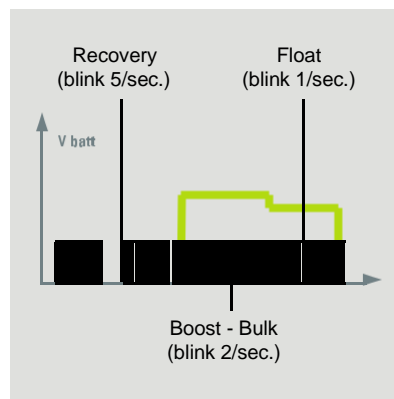 Recovery
(blink 5/sec.)
Float
(blink 1/sec.)
V batt
Boost - Bulk
(blink 2/sec.)